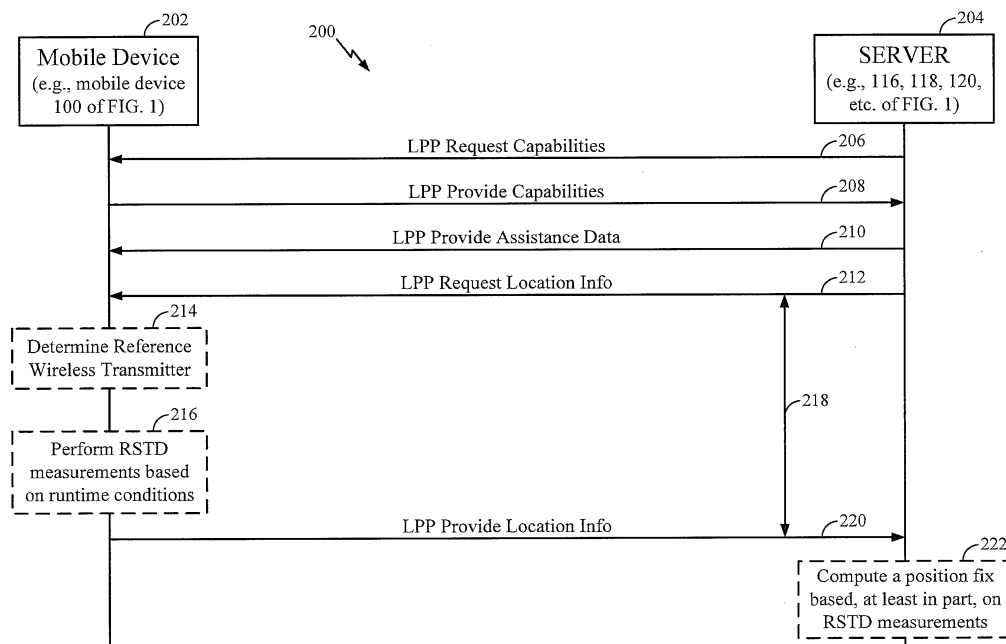 202
200
204
Mobile Device
(e.g., mobile device
100 of FIG. 1)
SERVER
(e.g., 116, 118, 120,
etc. of FIG. 1)
LPP Request Capabilities
206
LPP Provide Capabilities
208
LPP Provide Assistance Data
210
LPP Request Location Info
212
214
Determine Reference
Wireless Transmitter
218
216
Perform RSTD
measurements based
on runtime conditions
LPP Provide Location Info
220
222
Compute a position fix
based, at least in part, on
RSTD measurements